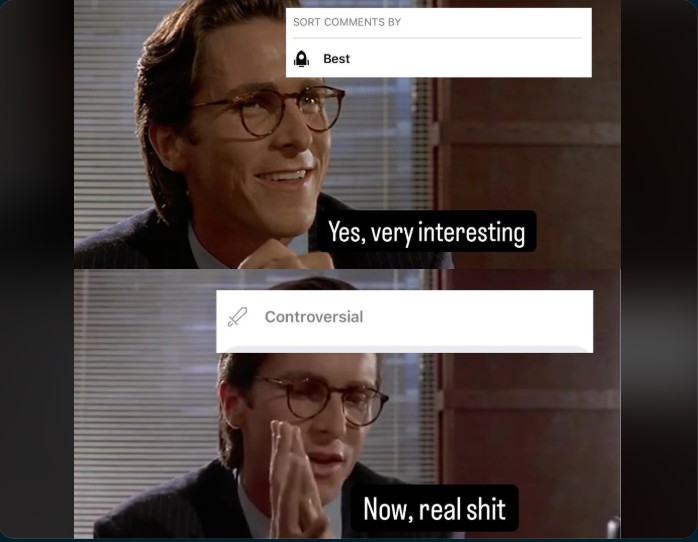 SORT COMMENTS BY
Best
Yes, very interesting
Controversial
Now, real shit